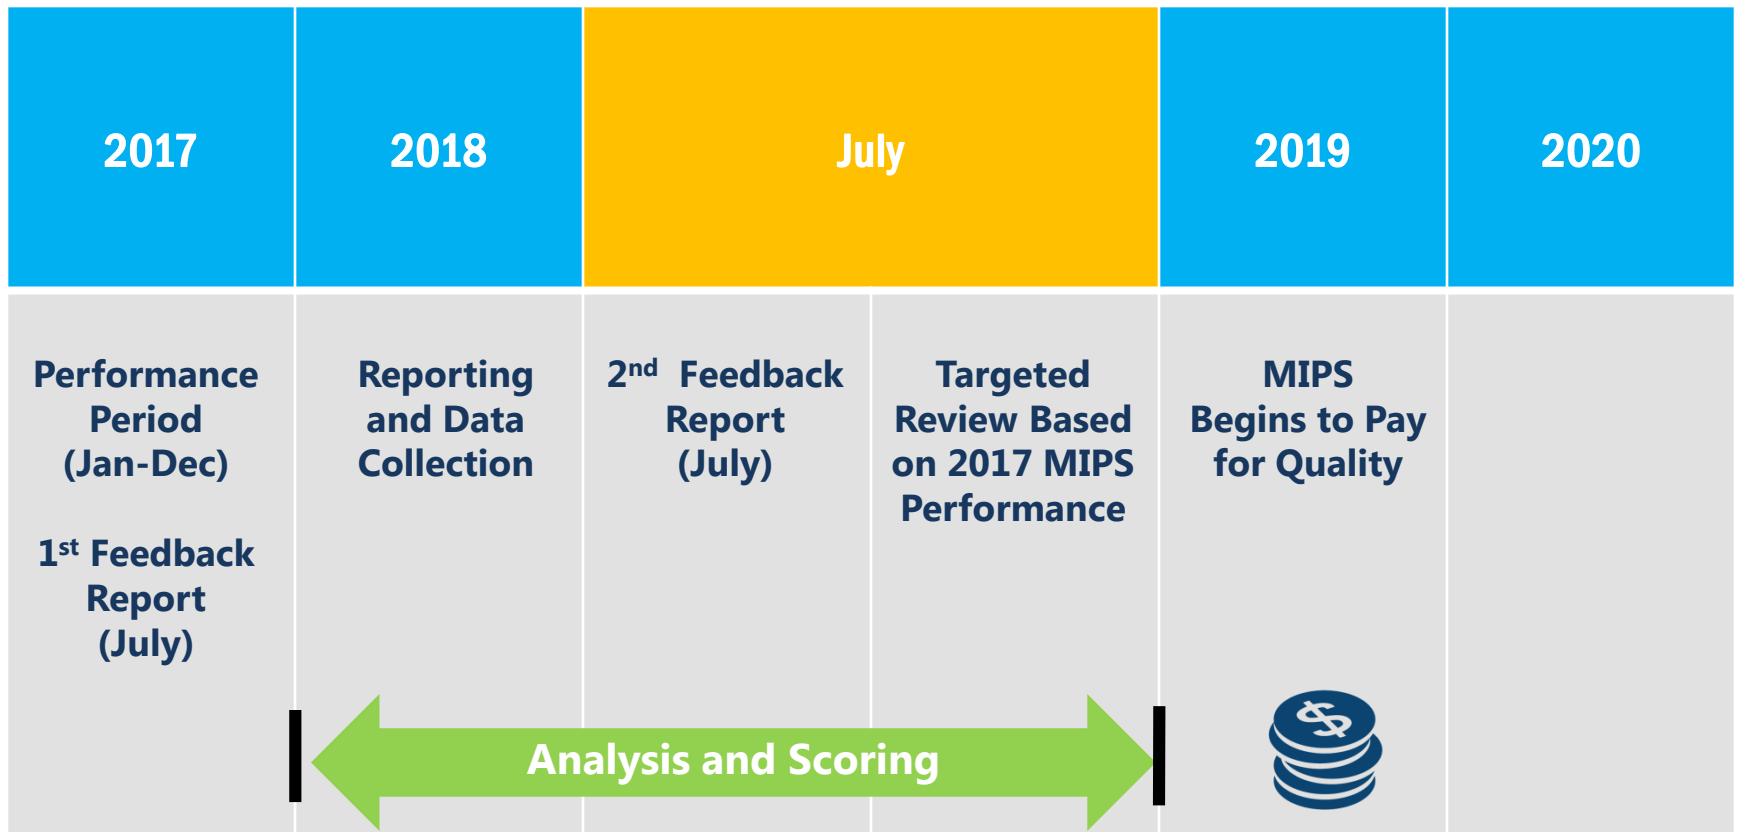 2017
2018
July
2019
2020
Performance
Period
(Jan-Dec)
1st Feedback
Report
(July)
Reporting
and Data
Collection
2nd Feedback
Report
(July)
Targeted
Review Based
on 2017 MIPS
Performance
MIPS
Begins to Pay
for Quality
Analysis and Scoring
$